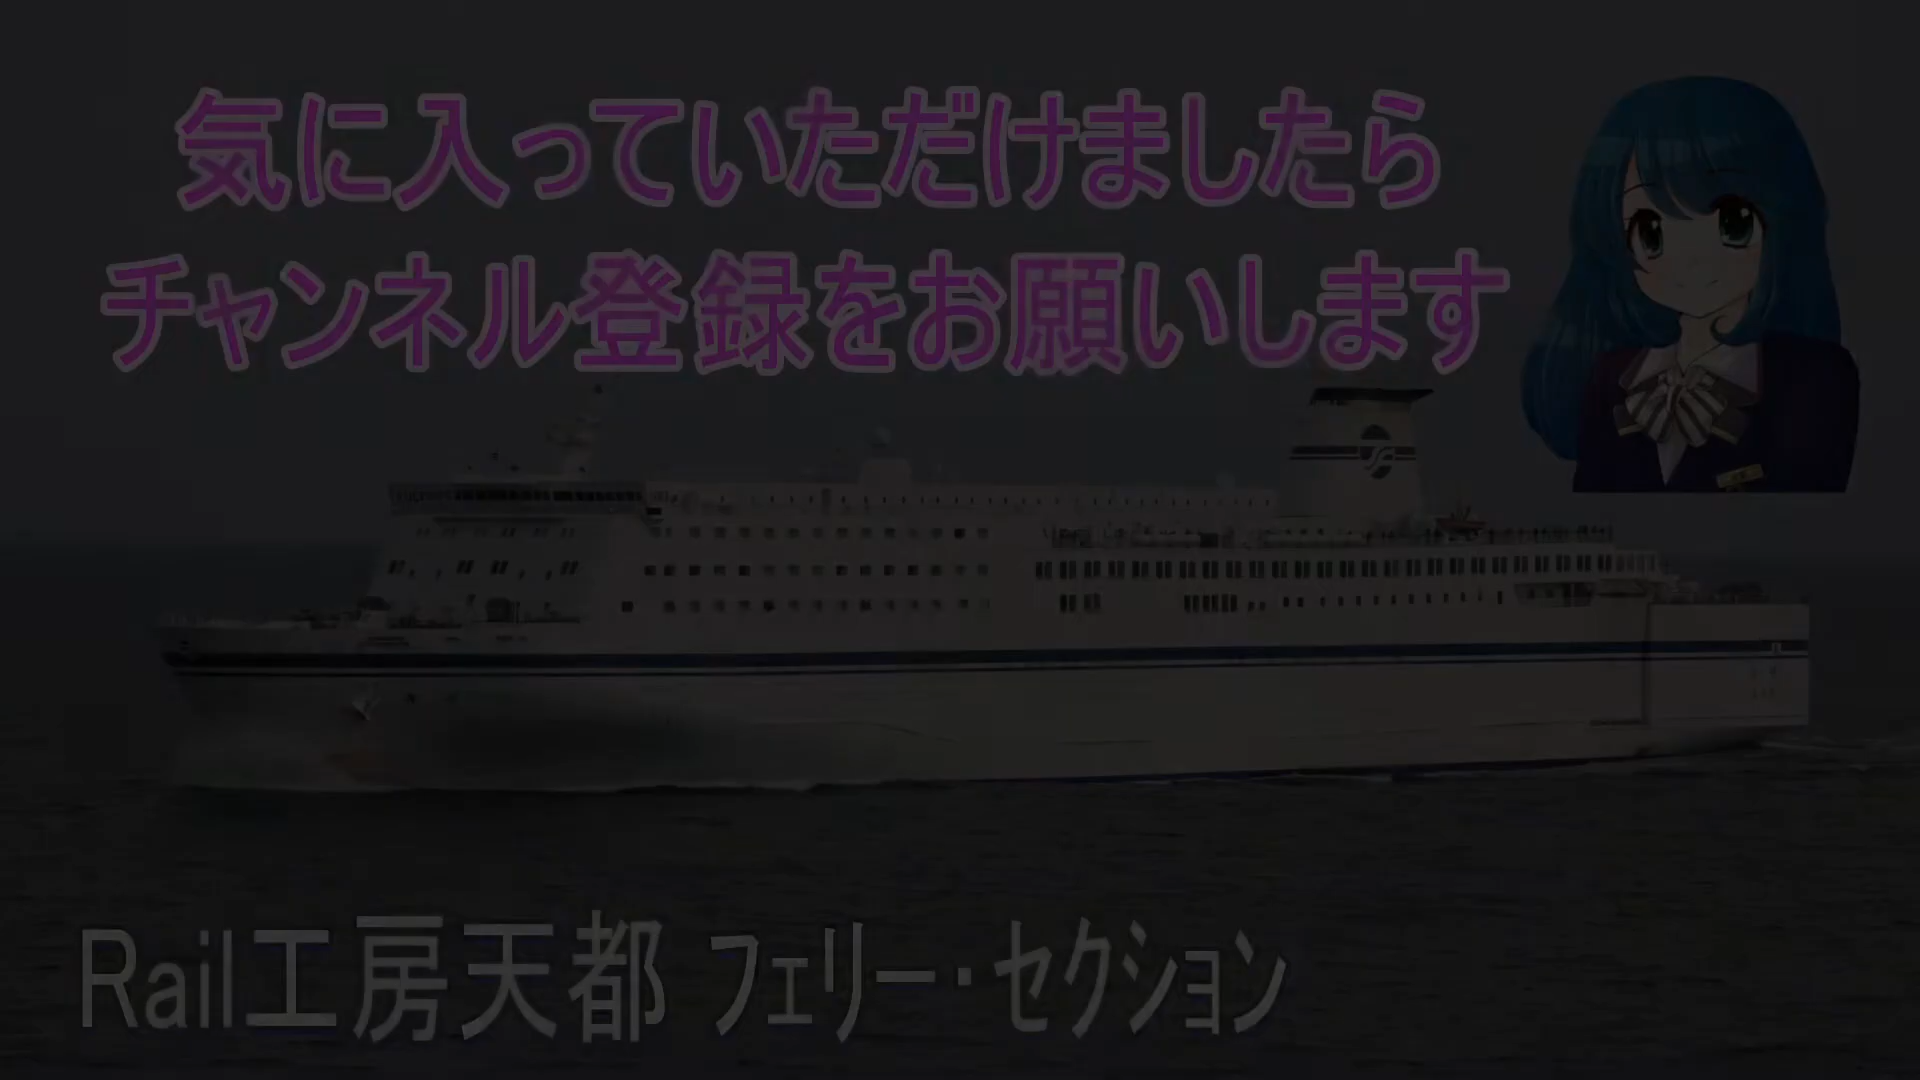 気に入っていただけましたら
チャンネル登録をお願いします
Rail工房天都 フェリー・セクション